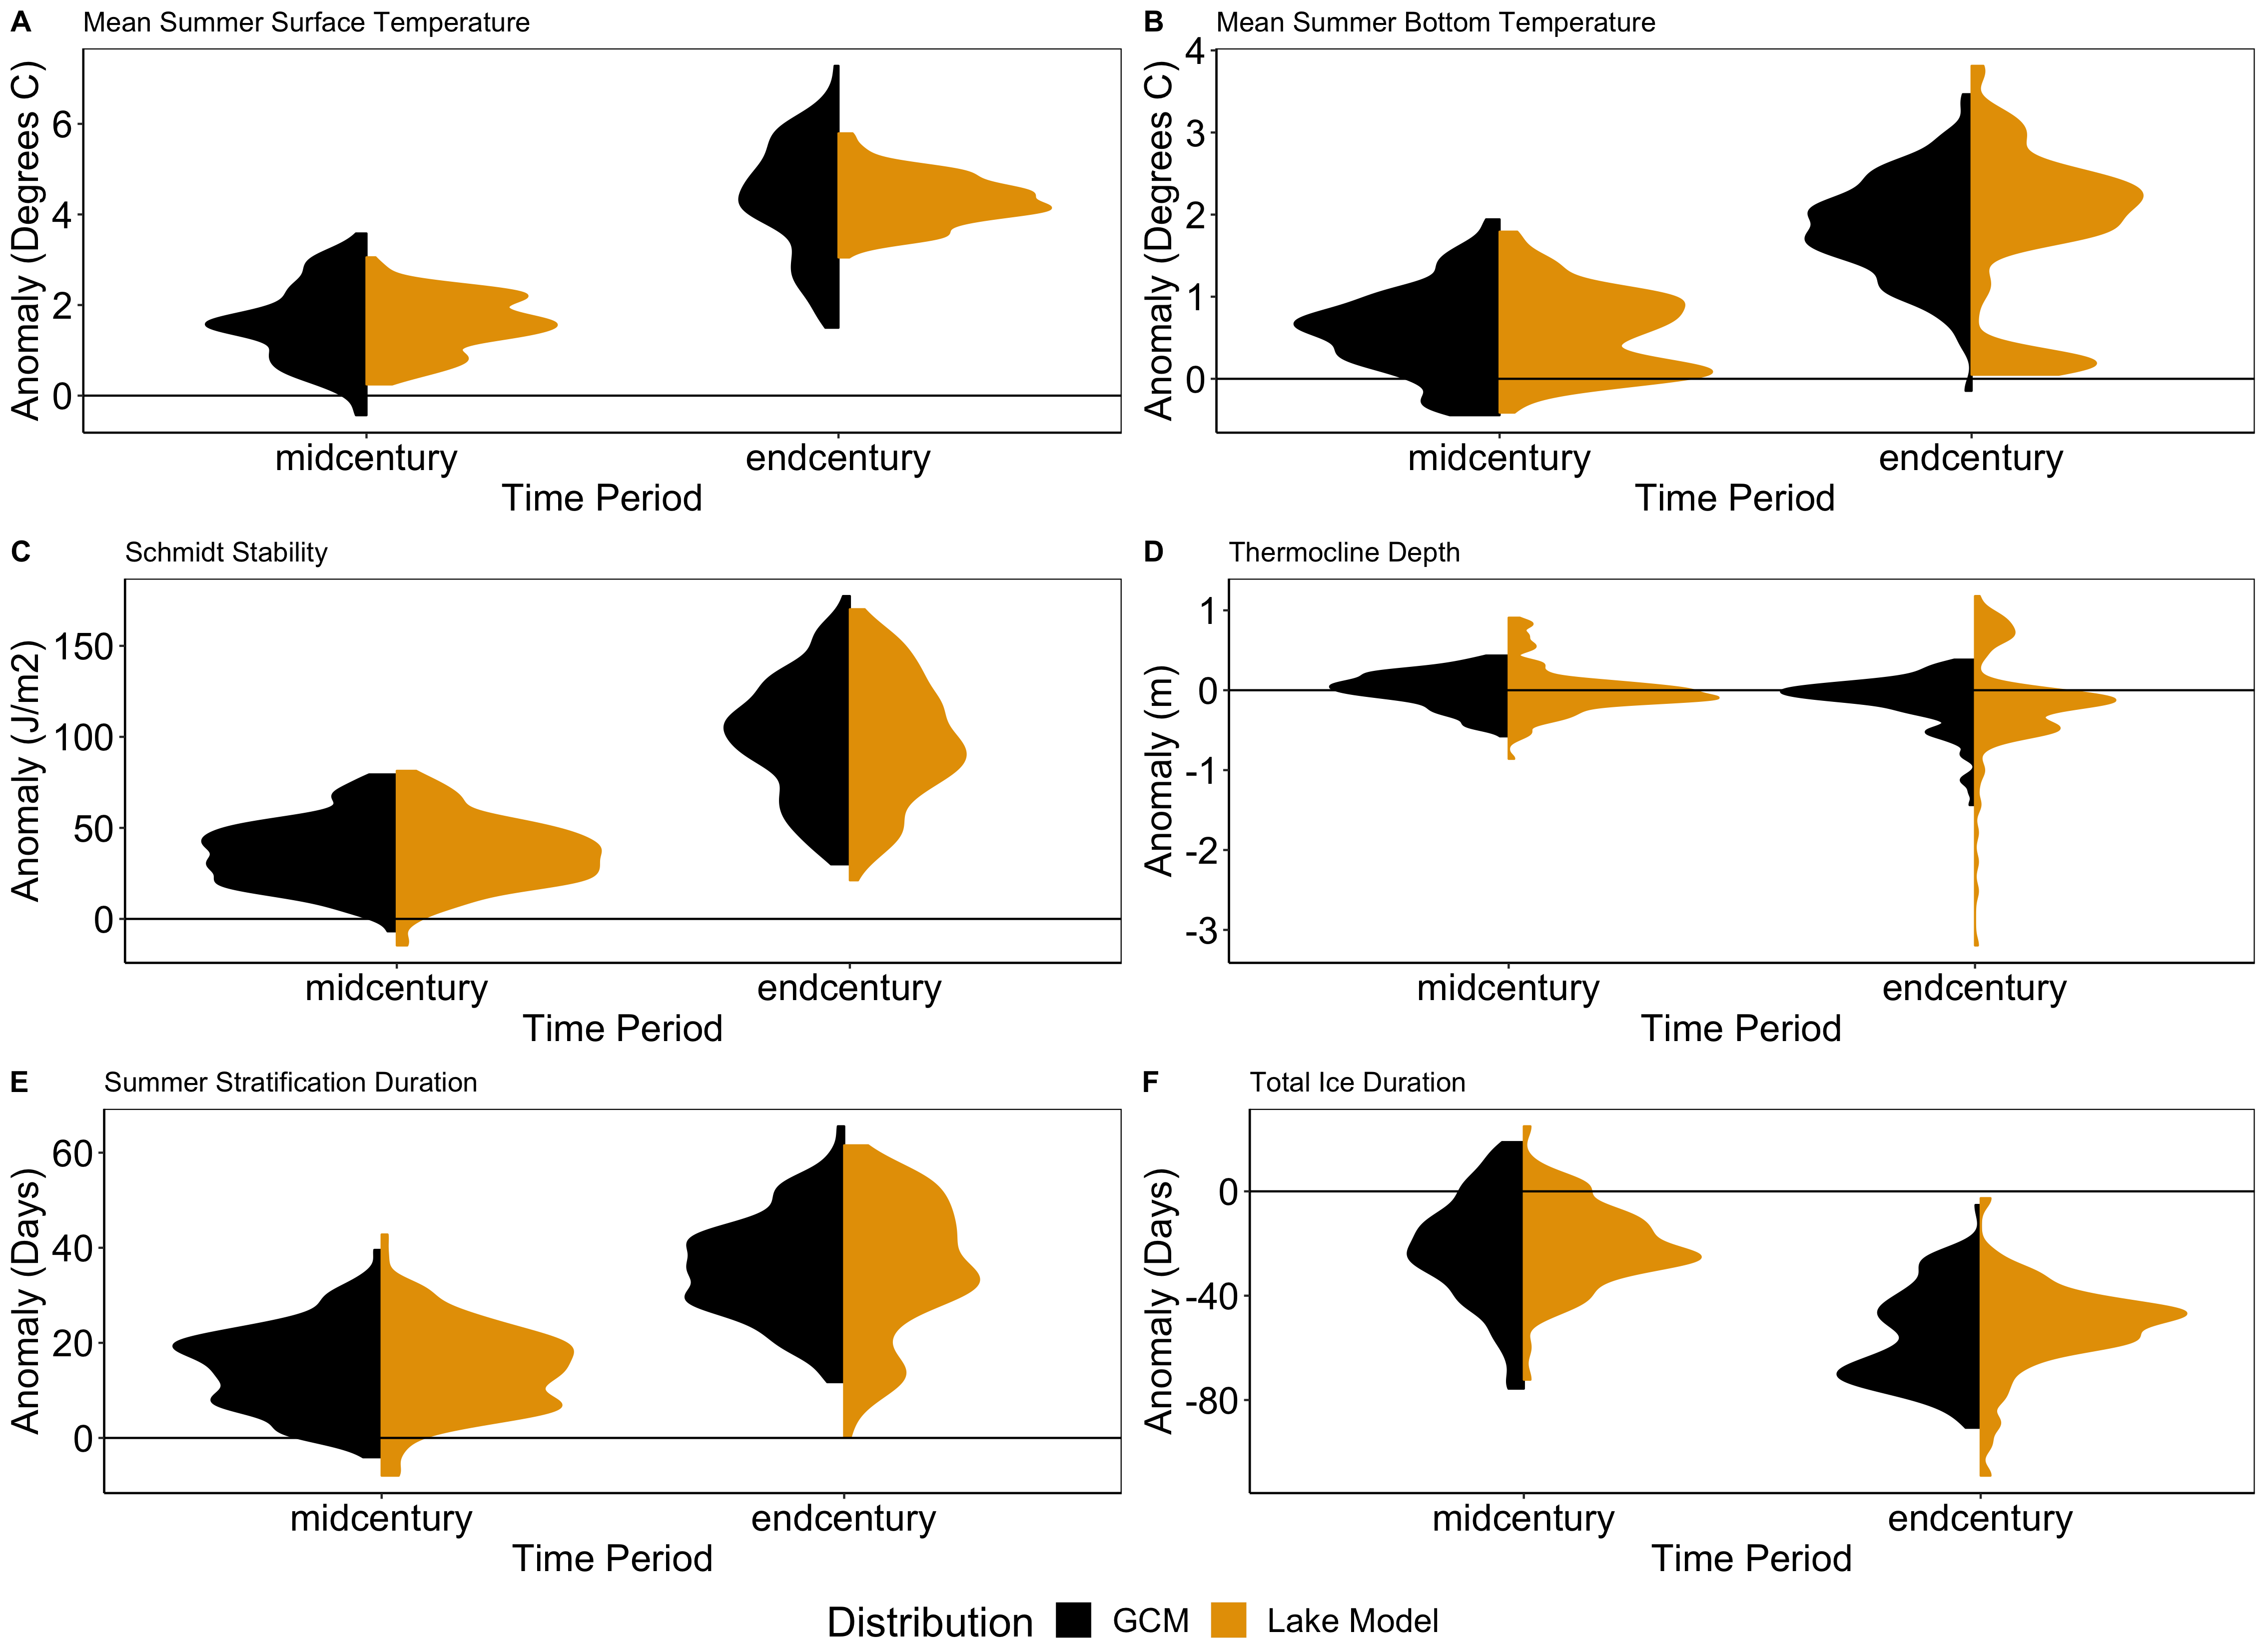 A Mean Summer Surface Temperature
Anomaly (Degrees C)
6
4
2
0
midcentury endcentury
Time Period
B Mean Summer Bottom Temperature
Anomaly (Degrees C)
4
3
2
1
0
midcentury endcentury
Time Period
C Schmidt Stability
Anomaly (J/m2)
150
100
50
0
midcentury endcentury
Time Period
D Thermocline Depth
Anomaly (m)
1
0
-1
-2
-3
midcentury endcentury
Time Period
E Summer Stratification Duration
Anomaly (Days)
60
40
20
0
midcentury endcentury
Time Period
F Total Ice Duration
Anomaly (Days)
0
-40
-80
midcentury endcentury
Time Period
Distribution GCM Lake Model